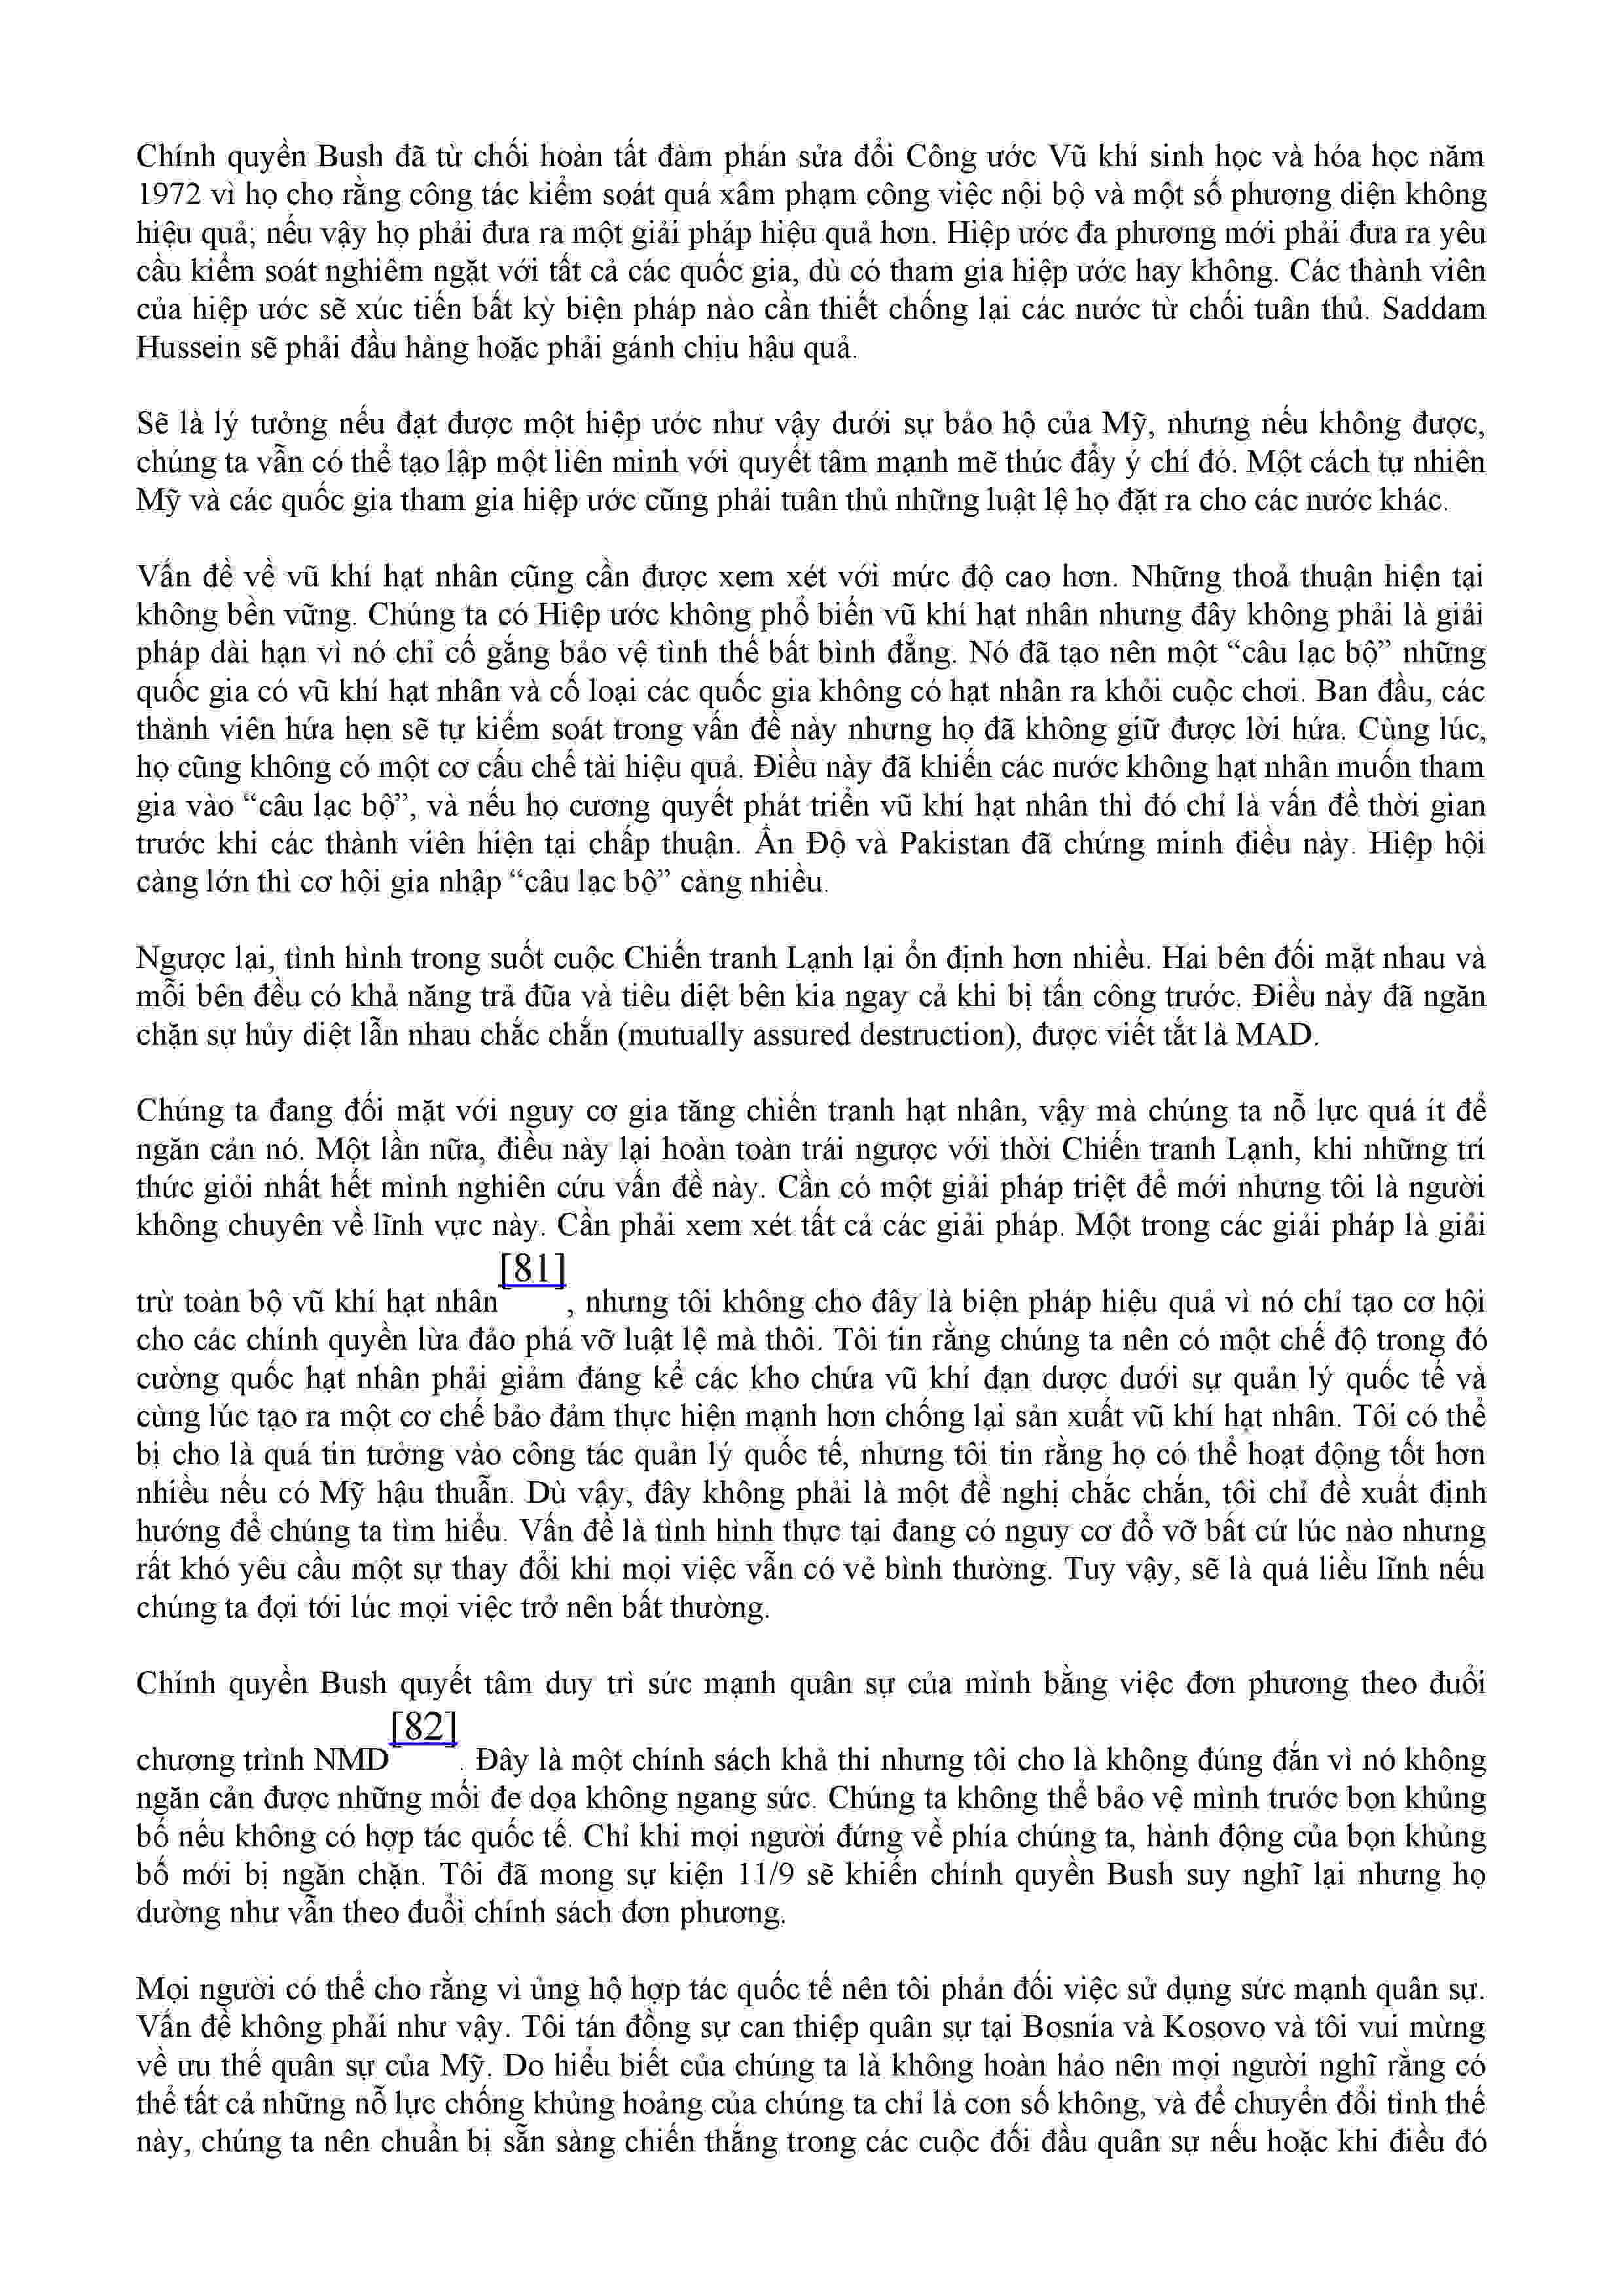 Chính quyền Bush đã từ chối hoàn tất đàm phán sửa đổi Công ước Vũ khí sinh học và hóa học năm
1972 vì họ cho rằng công tác kiểm soát quá xâm phạm công việc nội bộ và một số phương diện không
hiệu quả; nếu vậy họ phải đưa ra một giải pháp hiệu quả hơn. Hiệp ước đa phương mới phải đưa ra yêu
cầu kiểm soát nghiêm ngặt với tất cả các quốc gia, dù có tham gia hiệp ước hay không. Các thành viên
của hiệp ước sẽ xúc tiến bất kỳ biện pháp nào cần thiết chống lại các nước từ chối tuân thủ. Saddam
Hussein sẽ phải đầu hàng hoặc phải gánh chịu hậu quả.
Sẽ là lý tưởng nếu đạt được một hiệp ước như vậy dưới sự bảo hộ của Mỹ, nhưng nếu không được,
chúng ta vẫn có thể tạo lập một liên minh với quyết tâm mạnh mẽ thúc đẩy ý chí đó. Một cách tự nhiên
Mỹ và các quốc gia tham gia hiệp ước cũng phải tuân thủ những luật lệ họ đặt ra cho các nước khác.
Vấn đề về vũ khí hạt nhân cũng cần được xem xét với mức độ cao hơn. Những thoả thuận hiện tại
không bền vững. Chúng ta có Hiệp ước không phổ biến vũ khí hạt nhân nhưng đây không phải là giải
pháp dài hạn vì nó chỉ cố gắng bảo vệ tình thế bất bình đẳng. Nó đã tạo nên một “câu lạc bộ” những
quốc gia có vũ khí hạt nhân và cố loại các quốc gia không có hạt nhân ra khỏi cuộc chơi. Ban đầu, các
thành viên hứa hẹn sẽ tự kiểm soát trong vấn đề này nhưng họ đã không giữ được lời hứa. Cùng lúc,
họ cũng không có một cơ cấu chế tài hiệu quả. Điều này đã khiến các nước không hạt nhân muốn tham
gia vào “câu lạc bộ”, và nếu họ cương quyết phát triển vũ khí hạt nhân thì đó chỉ là vấn đề thời gian
trước khi các thành viên hiện tại chấp thuận. Ấn Độ và Pakistan đã chứng minh điều này. Hiệp hội
càng lớn thì cơ hội gia nhập “câu lạc bộ” càng nhiều.
Ngược lại, tình hình trong suốt cuộc Chiến tranh Lạnh lại ổn định hơn nhiều. Hai bên đối mặt nhau và
mỗi bên đều có khả năng trả đũa và tiêu diệt bên kia ngay cả khi bị tấn công trước. Điều này đã ngăn
chặn sự hủy diệt lẫn nhau chắc chắn (mutually assured destruction), được viết tắt là MAD.
Chúng ta đang đối mặt với nguy cơ gia tăng chiến tranh hạt nhân, vậy mà chúng ta nỗ lực quá ít để
ngăn cản nó. Một lần nữa, điều này lại hoàn toàn trái ngược với thời Chiến tranh Lạnh, khi những trí
thức giỏi nhất hết mình nghiên cứu vấn đề này. Cần có một giải pháp triệt để mới nhưng tôi là người
không chuyên về lĩnh vực này. Cần phải xem xét tất cả các giải pháp. Một trong các giải pháp là giải
trừ toàn bộ vũ khí hạt nhân[81], nhưng tôi không cho đây là biện pháp hiệu quả vì nó chỉ tạo cơ hội
cho các chính quyền lừa đảo phá vỡ luật lệ mà thôi. Tôi tin rằng chúng ta nên có một chế độ trong đó
cường quốc hạt nhân phải giảm đáng kể các kho chứa vũ khí đạn dược dưới sự quản lý quốc tế và
cùng lúc tạo ra một cơ chế bảo đảm thực hiện mạnh hơn chống lại sản xuất vũ khí hạt nhân. Tôi có thể
bị cho là quá tin tưởng vào công tác quản lý quốc tế, nhưng tôi tin rằng họ có thể hoạt động tốt hơn
nhiều nếu có Mỹ hậu thuẫn. Dù vậy, đây không phải là một đề nghị chắc chắn, tôi chỉ đề xuất định
hướng để chúng ta tìm hiểu. Vấn đề là tình hình thực tại đang có nguy cơ đổ vỡ bất cứ lúc nào nhưng
rất khó yêu cầu một sự thay đổi khi mọi việc vẫn có vẻ bình thường. Tuy vậy, sẽ là quá liều lĩnh nếu
chúng ta đợi tới lúc mọi việc trở nên bất thường.
Chính quyền Bush quyết tâm duy trì sức mạnh quân sự của mình bằng việc đơn phương theo đuổi
chương trình NMD[82]. Đây là một chính sách khả thi nhưng tôi cho là không đúng đắn vì nó không
ngăn cản được những mối đe dọa không ngang sức. Chúng ta không thể bảo vệ mình trước bọn khủng
bố nếu không có hợp tác quốc tế. Chỉ khi mọi người đứng về phía chúng ta, hành động của bọn khủng
bố mới bị ngăn chặn. Tôi đã mong sự kiện 11/9 sẽ khiến chính quyền Bush suy nghĩ lại nhưng họ
dường như vẫn theo đuổi chính sách đơn phương.
Mọi người có thể cho rằng vì ủng hộ hợp tác quốc tế nên tôi phản đối việc sử dụng sức mạnh quân sự.
Vấn đề không phải như vậy. Tôi tán đồng sự can thiệp quân sự tại Bosnia và Kosovo và tôi vui mừng
về ưu thế quân sự của Mỹ. Do hiểu biết của chúng ta là không hoàn hảo nên mọi người nghĩ rằng có
thể tất cả những nỗ lực chống khủng hoảng của chúng ta chỉ là con số không, và để chuyển đổi tình thế
này, chúng ta nên chuẩn bị sẵn sàng chiến thắng trong các cuộc đối đầu quân sự nếu hoặc khi điều đó